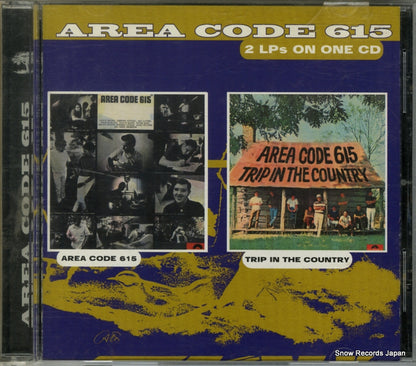 AREA CODE 615
2 LPs ON ONE CD
AREA CODE 615
AREA CODE 615
AREA CODE 615
TRIP IN THE COUNTRY
AREA CODE 615
TRIP IN THE COUNTRY
Snow Records Japan.com